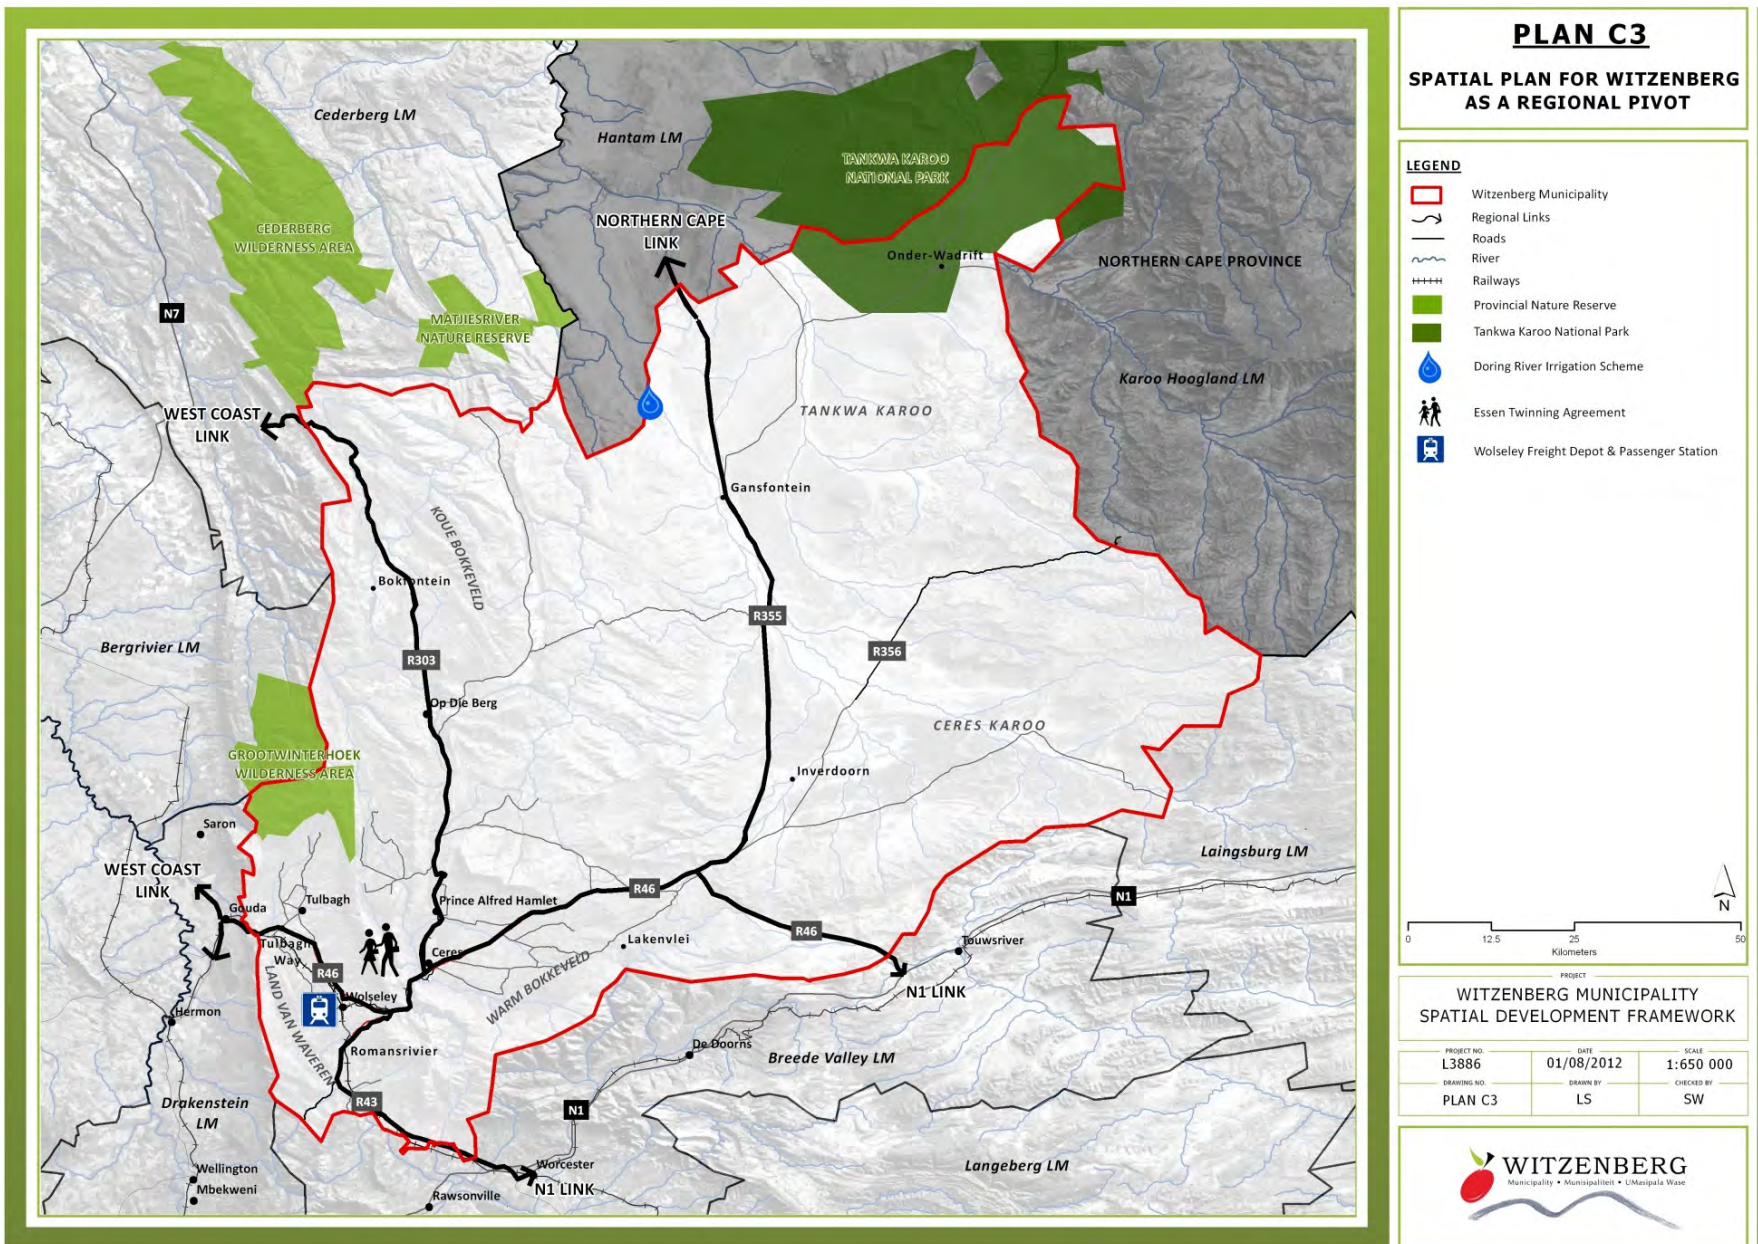 Cederberg LM
Hantam LM
TANKWA KAROO
NATIONAL PARK
CEDERBERG
WILDERNESS AREA
NORTHERN CAPE
LINK
Onder-Wadrift
NORTHERN CAPE PROVINCE
N7
MATJIESRIVER
NATURE RESERVE
Karoo Hoogland LM
WEST COAST
LINK
TANKWA KAROO
Gansfontein
KOUE BOKKEVELD
Bokfontein
R355
Bergrivier LM
R303
R356
Op Die Berg
CERES KAROO
GROOTWINTERHOEK
WILDERNESS AREA
Inverdoorn
Saron
Laingsburg LM
WEST COAST
LINK
R46
N1
Tulbagh
Prince Alfred Hamlet
Gouda
R46
Tulbagh
Way
Lakenvlei
Touwsriver
Ceres
R46
LAND VAN WAVEREN
WARM BOKKEVELD
N1 LINK
Wolseley
Hermon
Romansrivier
De Doorns
Breede Valley LM
Drakenstein
LM
R43
N1
Wellington
Mbekweni
Worcester
N1 LINK
Rawsonville
Langeberg LM
PLAN C3
SPATIAL PLAN FOR WITZENBERG
AS A REGIONAL PIVOT
LEGEND
Witzenberg Municipality
Regional Links
Roads
River
Railways
Provincial Nature Reserve
Tankwa Karoo National Park
Doring River Irrigation Scheme
Essen Twinning Agreement
Wolseley Freight Depot & Passenger Station
N
0 12.5 25 50
Kilometers
PROJECT
WITZENBERG MUNICIPALITY
SPATIAL DEVELOPMENT FRAMEWORK
PROJECT NO. DATE SCALE
L3886 01/08/2012 1:650 000
DRAWING NO. DRAWN BY CHECKED BY
PLAN C3 LS SW
WITZENBERG
Municipality • Munisipaliteit • UMasipala Wase